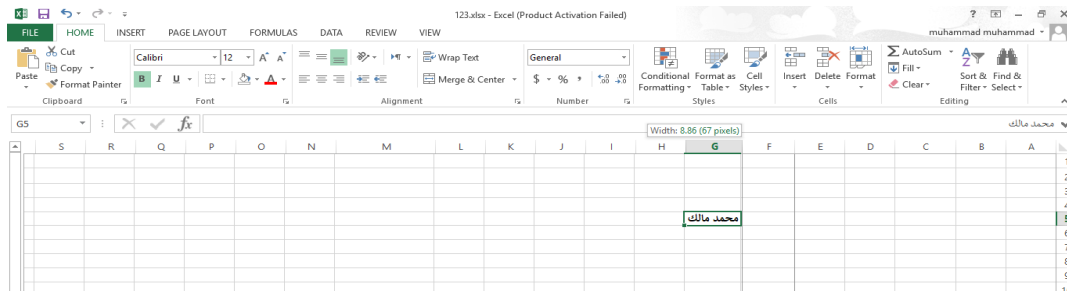 123.xlsx - Excel (Product Activation Failed)
FILE HOME INSERT PAGE LAYOUT FORMULAS DATA REVIEW VIEW muhammad muhammad
Cut Calibri 12 A A Wrap Text General AutoSum
Copy Fill
Paste Format Painter B I U A Merge & Center $ % , Conditional Formatting Format as Table Cell Styles Insert Delete Format Clear Sort & Filter Find & Select
Clipboard Font Alignment Number Styles Cells Editing
G5 fx محمد مالك
Width: 8.86 (67 pixels)
S R Q P O N M L K J I H G F E D C B A
محمد مالك 5